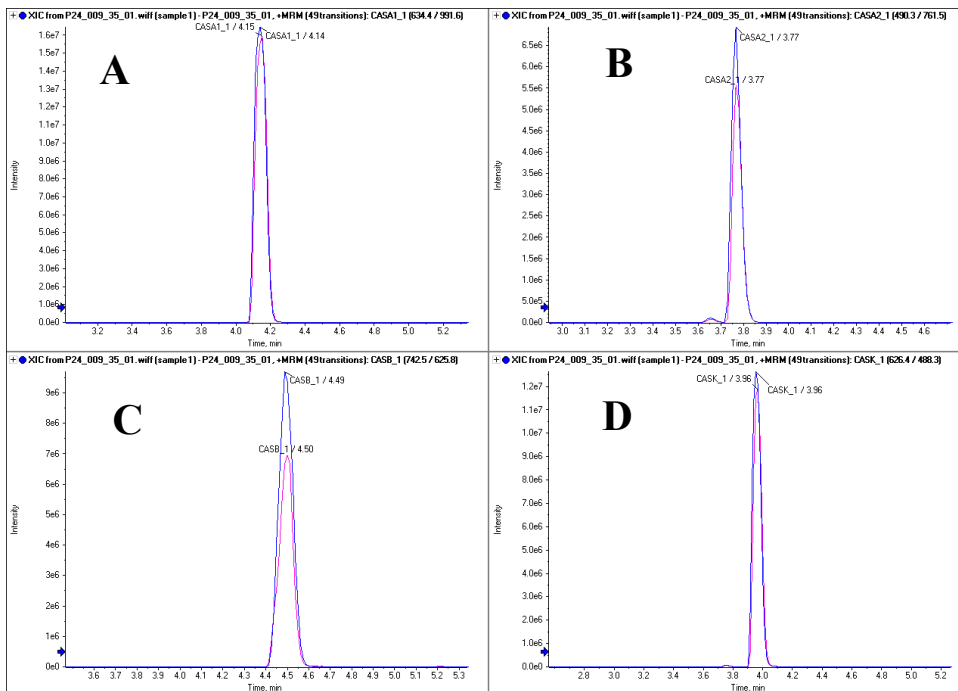 XIC from P24_009_35_01.wiff (sample1) - P24_009_35_01, +MRM (49transitions): CASA1_1 (634.4 / 991.6)
CASA1_1 / 4.15
CASA1_1 / 4.14
A
Intensity
1.6e7
1.5e7
1.4e7
1.3e7
1.2e7
1.1e7
1.0e7
9.0e6
8.0e6
7.0e6
6.0e6
5.0e6
4.0e6
3.0e6
2.0e6
1.0e6
0.0e0
3.2 3.4 3.6 3.8 4.0 4.2 4.4 4.6 4.8 5.0 5.2
Time, min
XIC from P24_009_35_01.wiff (sample1) - P24_009_35_01, +MRM (49transitions): CASA2_1 (490.3 / 761.5)
CASA2_1 / 3.77
CASA2_1 / 3.77
B
Intensity
6.5e6
6.0e6
5.5e6
5.0e6
4.5e6
4.0e6
3.5e6
3.0e6
2.5e6
2.0e6
1.5e6
1.0e6
5.0e5
0.0e0
3.0 3.1 3.2 3.3 3.4 3.5 3.6 3.7 3.8 3.9 4.0 4.1 4.2 4.3 4.4 4.5 4.6
Time, min
XIC from P24_009_35_01.wiff (sample1) - P24_009_35_01, +MRM (49transitions): CASB_1 (742.5 / 625.8)
CASB_1 / 4.49
CASB_1 / 4.50
C
Intensity
9e6
8e6
7e6
6e6
5e6
4e6
3e6
2e6
1e6
0e0
3.6 3.7 3.8 3.9 4.0 4.1 4.2 4.3 4.4 4.5 4.6 4.7 4.8 4.9 5.0 5.1 5.2 5.3
Time, min
XIC from P24_009_35_01.wiff (sample1) - P24_009_35_01, +MRM (49transitions): CASK_1 (626.4 / 488.3)
CASK_1 / 3.96
CASK_1 / 3.96
D
Intensity
1.2e7
1.1e7
1.0e7
9.0e6
8.0e6
7.0e6
6.0e6
5.0e6
4.0e6
3.0e6
2.0e6
1.0e6
0.0e0
2.8 3.0 3.2 3.4 3.6 3.8 4.0 4.2 4.4 4.6 4.8 5.0 5.2
Time, min